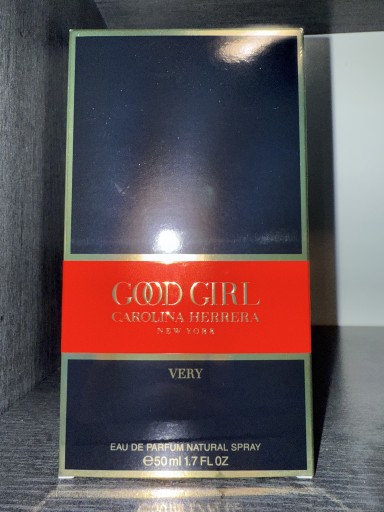 GOOD GIRL
CAROLINA HERRERA
NEW YORK
VERY
EAU DE PARFUM NATURAL SPRAY
℮50 ml 1.7 FL OZ